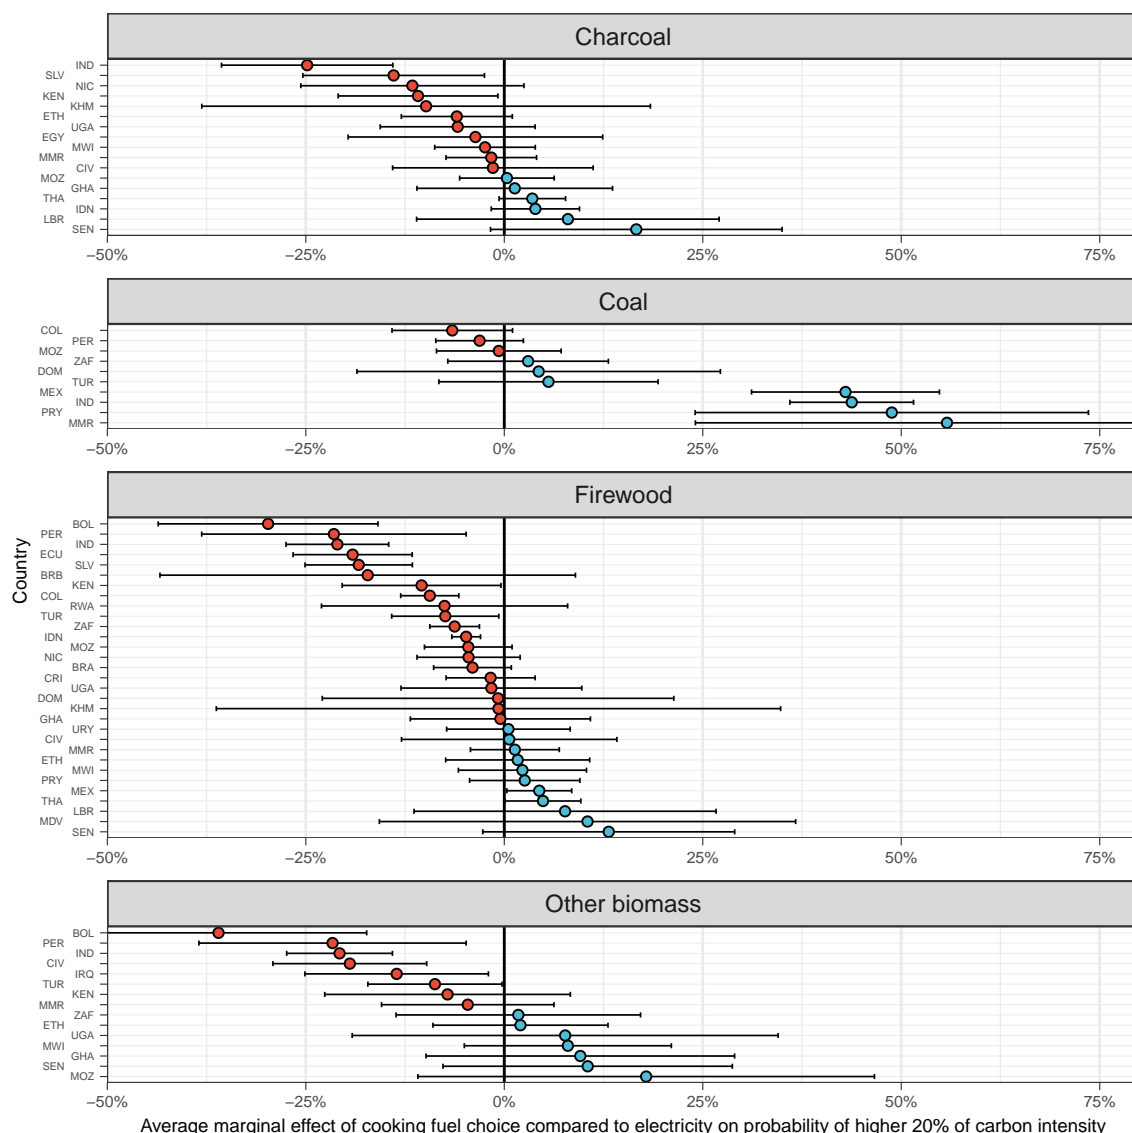 Charcoal
IND
SLV
NIC
KEN
KHM
ETH
UGA
EGY
MWI
MMR
CIV
MOZ
GHA
THA
IDN
LBR
SEN
−50% −25% 0% 25% 50% 75%
Coal
COL
PER
MOZ
ZAF
DOM
TUR
MEX
IND
PRY
MMR
−50% −25% 0% 25% 50% 75%
Firewood
Country
BOL
PER
IND
ECU
SLV
BRB
KEN
COL
RWA
TUR
ZAF
IDN
MOZ
NIC
BRA
CRI
UGA
DOM
KHM
GHA
URY
CIV
MMR
ETH
MWI
PRY
MEX
THA
LBR
MDV
SEN
−50% −25% 0% 25% 50% 75%
Other biomass
BOL
PER
IND
CIV
IRQ
TUR
KEN
MMR
ZAF
ETH
UGA
MWI
GHA
SEN
MOZ
−50% −25% 0% 25% 50% 75%
Average marginal effect of cooking fuel choice compared to electricity on probability of higher 20% of carbon intensity